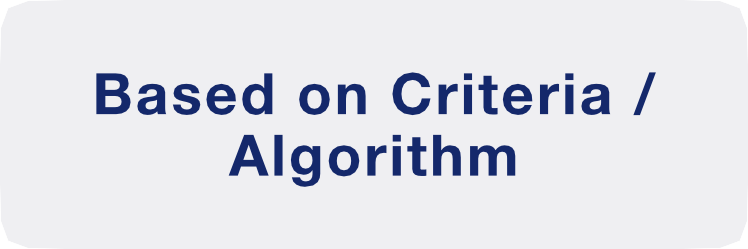 Based on Criteria /
Algorithm